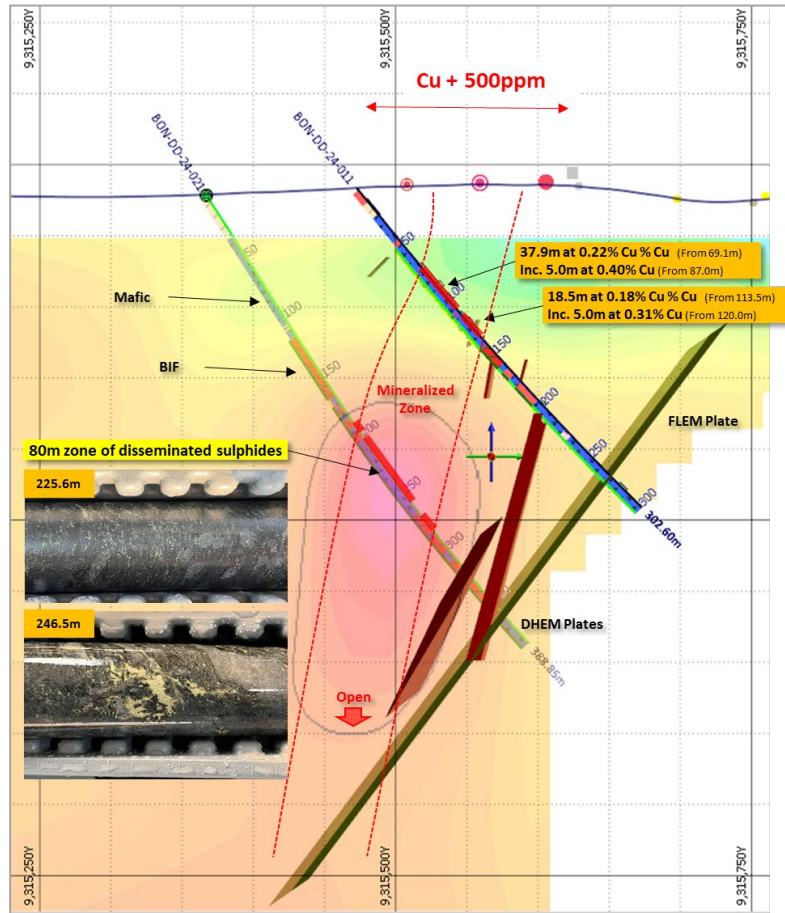 9,315,250Y
9,315,500Y
9,315,750Y
Cu + 500ppm
BON-DD-24-021
BON-DD-24-011
50
50
37.9m at 0.22% Cu % Cu (From 69.1m)
Inc. 5.0m at 0.40% Cu (From 87.0m)
100
100
18.5m at 0.18% Cu % Cu (From 113.5m)
Inc. 5.0m at 0.31% Cu (From 120.0m)
Mafic
150
150
BIF
Mineralized
Zone
200
200
FLEM Plate
80m zone of disseminated sulphides
250
225.6m
300
302.60m
300
246.5m
DHEM Plates
388.85m
Open
9,315,250Y
9,315,500Y
9,315,750Y